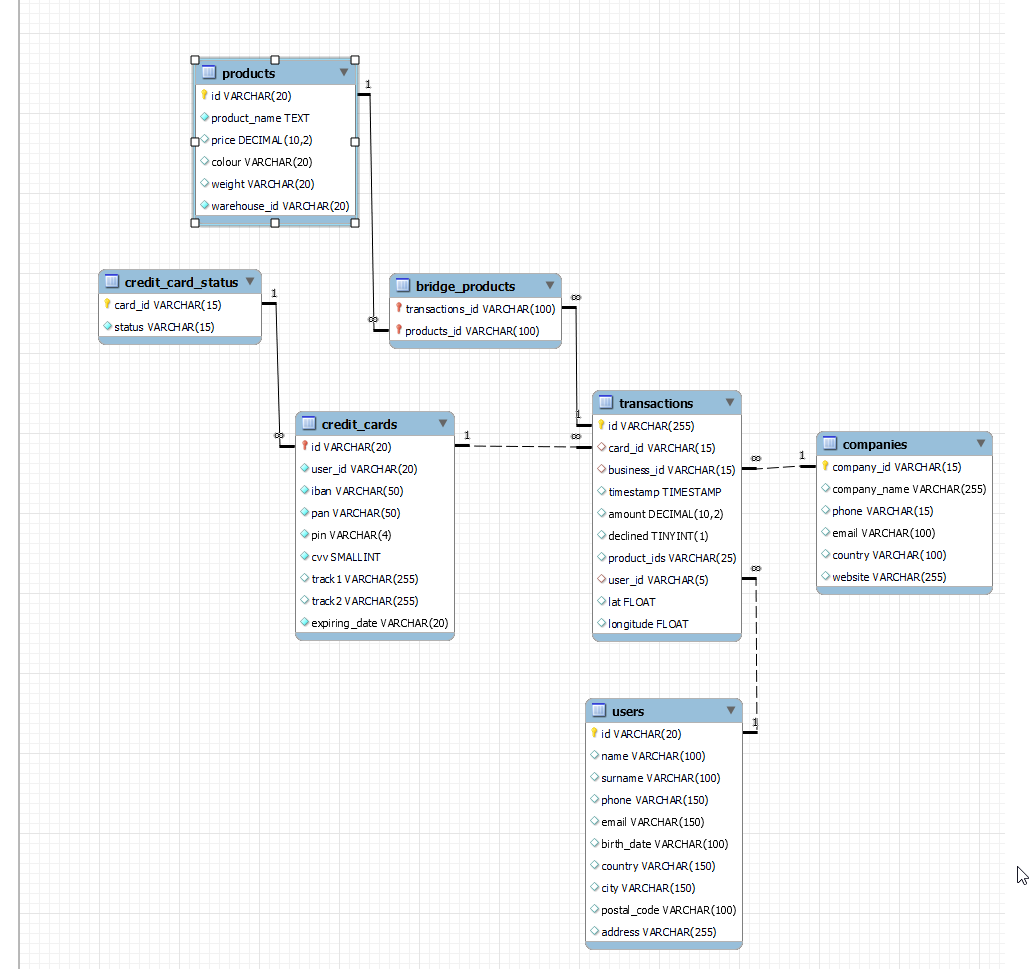 products
id VARCHAR(20)
product_name TEXT
price DECIMAL(10,2)
colour VARCHAR(20)
weight VARCHAR(20)
warehouse_id VARCHAR(20)
1
∞
credit_card_status
card_id VARCHAR(15)
status VARCHAR(15)
1
∞
bridge_products
transactions_id VARCHAR(100)
products_id VARCHAR(100)
∞
1
credit_cards
id VARCHAR(20)
user_id VARCHAR(20)
iban VARCHAR(50)
pan VARCHAR(50)
pin VARCHAR(4)
cvv SMALLINT
track1 VARCHAR(255)
track2 VARCHAR(255)
expiring_date VARCHAR(20)
1
∞
transactions
id VARCHAR(255)
card_id VARCHAR(15)
business_id VARCHAR(15)
timestamp TIMESTAMP
amount DECIMAL(10,2)
declined TINYINT(1)
product_ids VARCHAR(25)
user_id VARCHAR(5)
lat FLOAT
longitude FLOAT
∞
1
companies
company_id VARCHAR(15)
company_name VARCHAR(255)
phone VARCHAR(15)
email VARCHAR(100)
country VARCHAR(100)
website VARCHAR(255)
∞
1
users
id VARCHAR(20)
name VARCHAR(100)
surname VARCHAR(100)
phone VARCHAR(150)
email VARCHAR(150)
birth_date VARCHAR(100)
country VARCHAR(150)
city VARCHAR(150)
postal_code VARCHAR(100)
address VARCHAR(255)